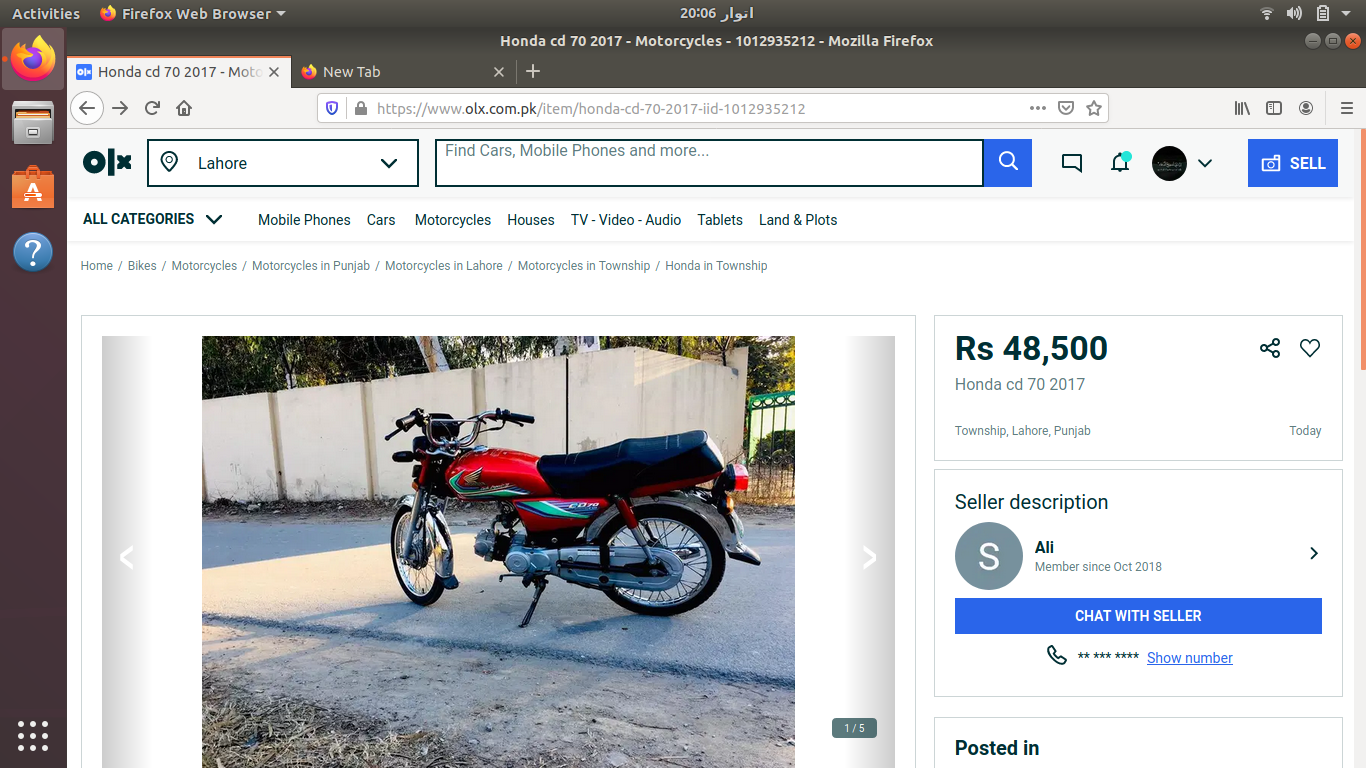 Activities
Firefox Web Browser
اتوار 20:06
Honda cd 70 2017 - Motorcycles - 1012935212 - Mozilla Firefox
Honda cd 70 2017 - Moto
New Tab
https://www.olx.com.pk/item/honda-cd-70-2017-iid-1012935212
olx
Lahore
Find Cars, Mobile Phones and more...
SELL
ALL CATEGORIES
Mobile Phones Cars Motorcycles Houses TV - Video - Audio Tablets Land & Plots
Home / Bikes / Motorcycles / Motorcycles in Punjab / Motorcycles in Lahore / Motorcycles in Township / Honda in Township
CD70
1 / 5
Rs 48,500
Honda cd 70 2017
Township, Lahore, Punjab
Today
Seller description
S
Ali
Member since Oct 2018
CHAT WITH SELLER
** *** **** Show number
Posted in